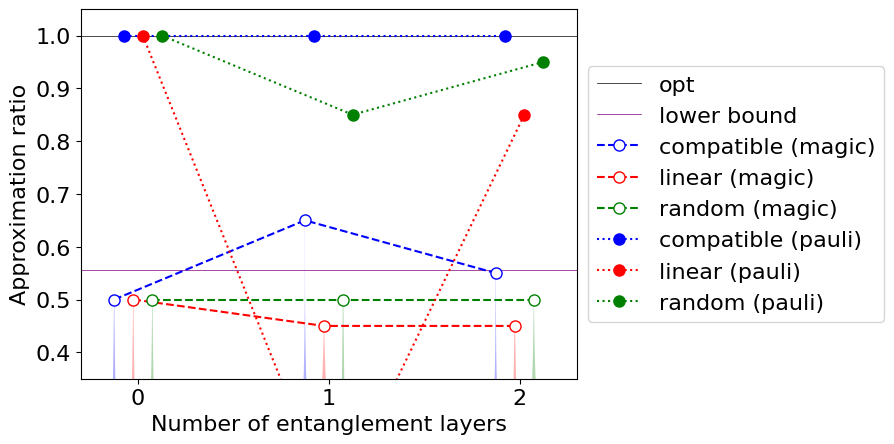 1.0
0.9
0.8
0.7
0.6
0.5
0.4
Approximation ratio
0 1 2
Number of entanglement layers
opt
lower bound
compatible (magic)
linear (magic)
random (magic)
compatible (pauli)
linear (pauli)
random (pauli)